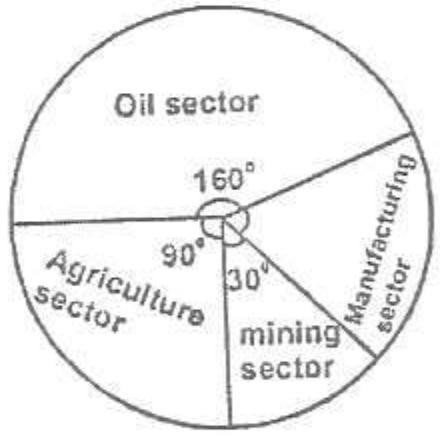 Oil sector
160°
90°
30°
Agriculture
sector
mining
sector
Manufacturing
sector